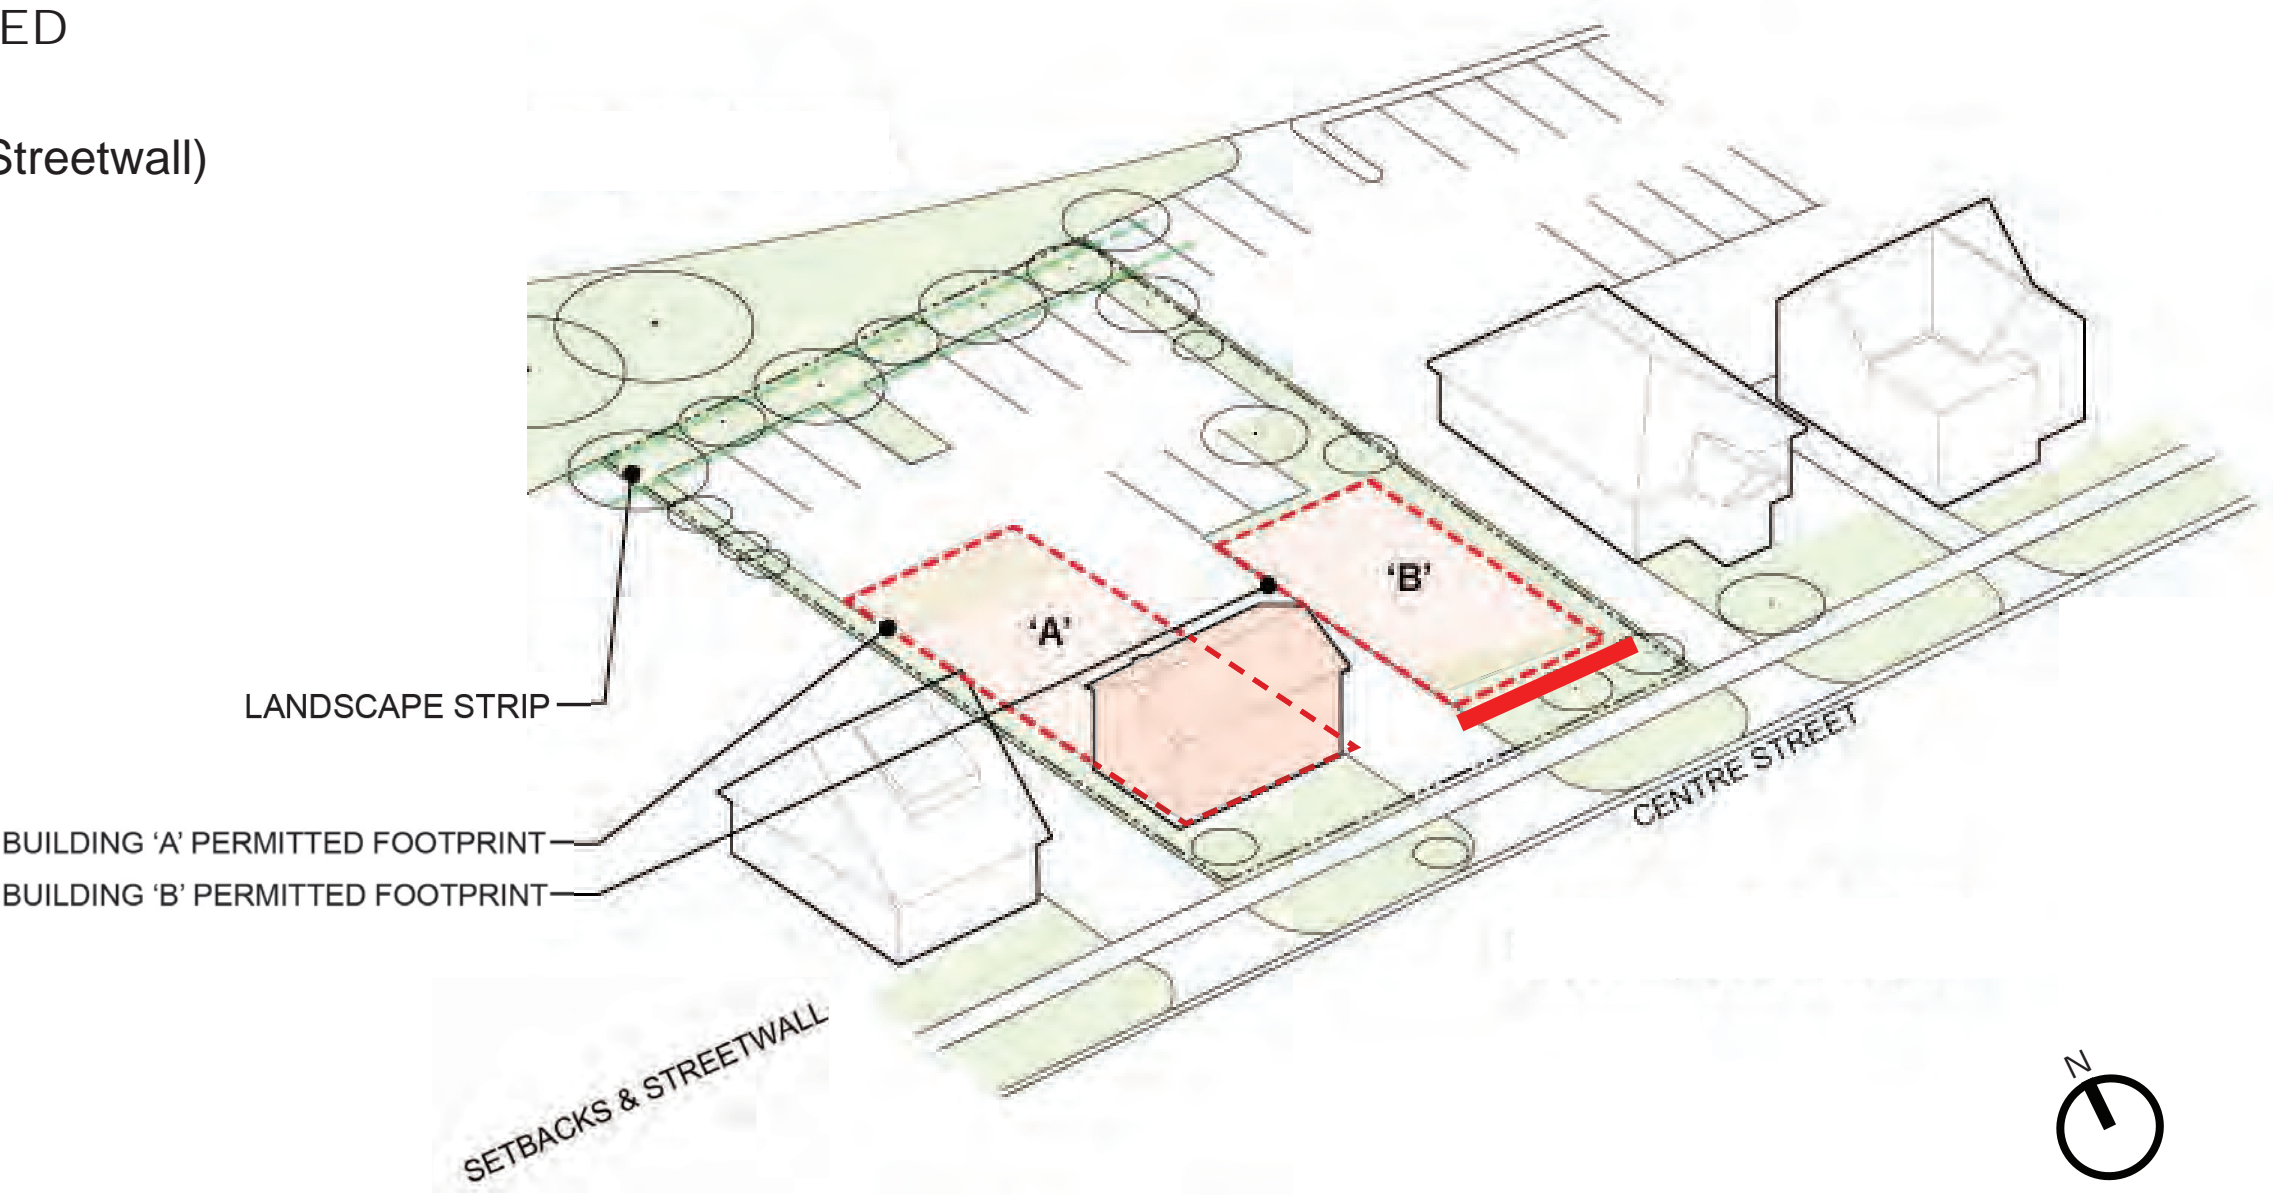 ED
Streetwall)
'B'
'A'
LANDSCAPE STRIP
CENTRE STREET
BUILDING 'A' PERMITTED FOOTPRINT
BUILDING 'B' PERMITTED FOOTPRINT
SETBACKS & STREETWALL
N